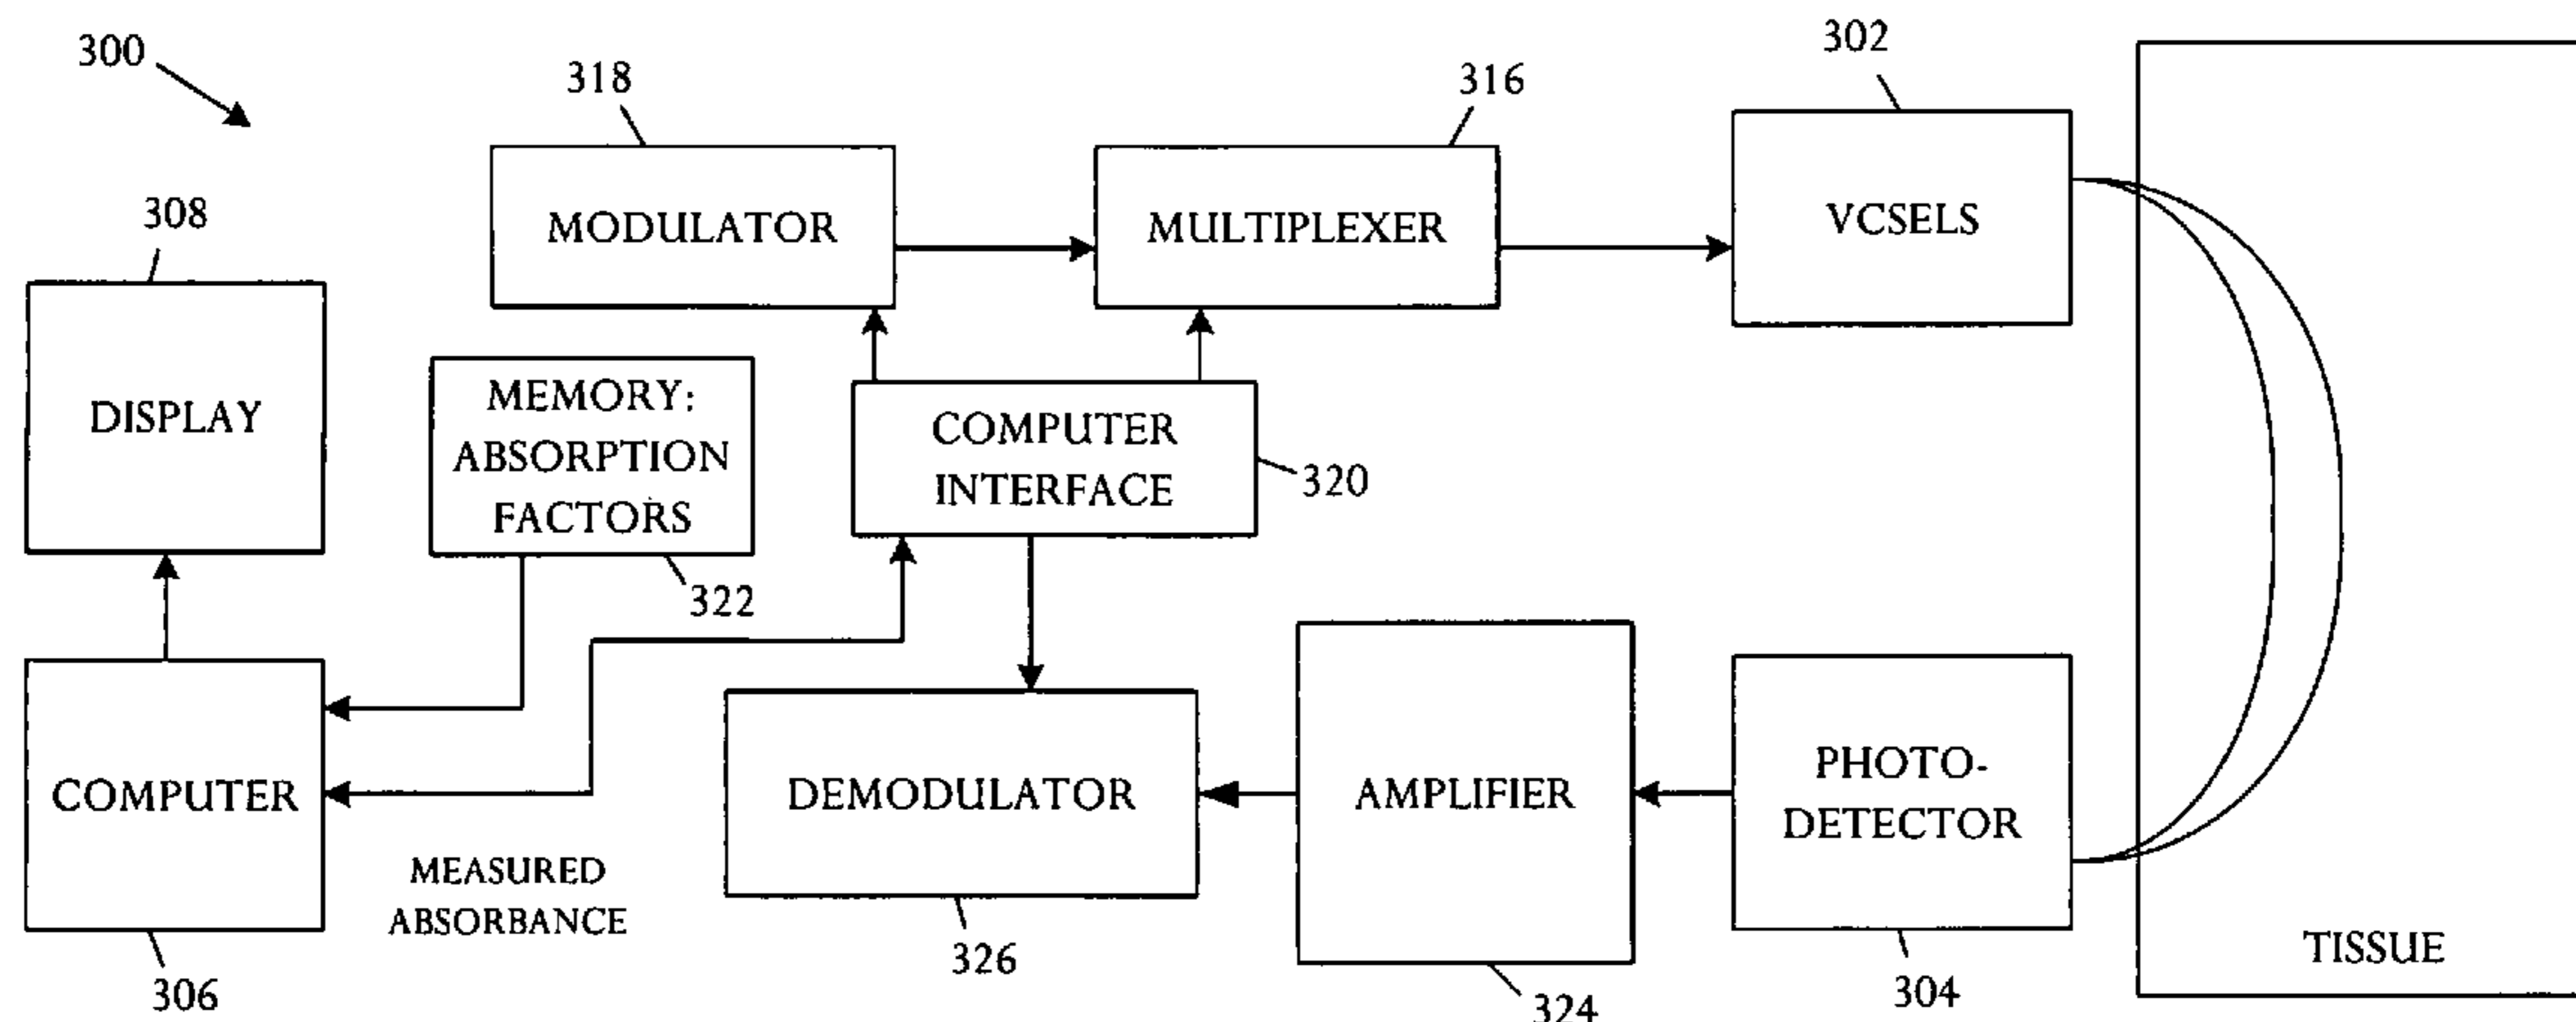 300
318
316
302
308
MODULATOR
MULTIPLEXER
VCSELS
DISPLAY
MEMORY:
ABSORPTION
FACTORS
322
COMPUTER
INTERFACE
320
COMPUTER
306
MEASURED
ABSORBANCE
DEMODULATOR
326
AMPLIFIER
324
PHOTO-
DETECTOR
304
TISSUE